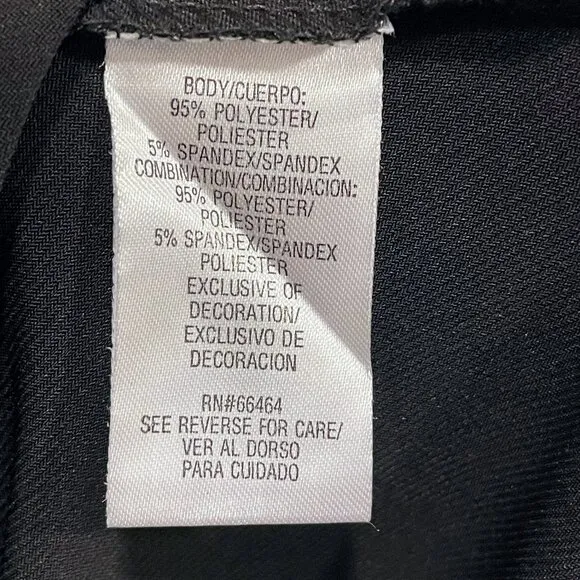 BODY/CUERPO:
95% POLYESTER/
POLIESTER
5% SPANDEX/SPANDEX
COMBINATION/COMBINACION:
95% POLYESTER/
POLIESTER
5% SPANDEX/SPANDEX
POLIESTER
EXCLUSIVE OF
DECORATION/
EXCLUSIVO DE
DECORACION
RN#66464
SEE REVERSE FOR CARE/
VER AL DORSO
PARA CUIDADO